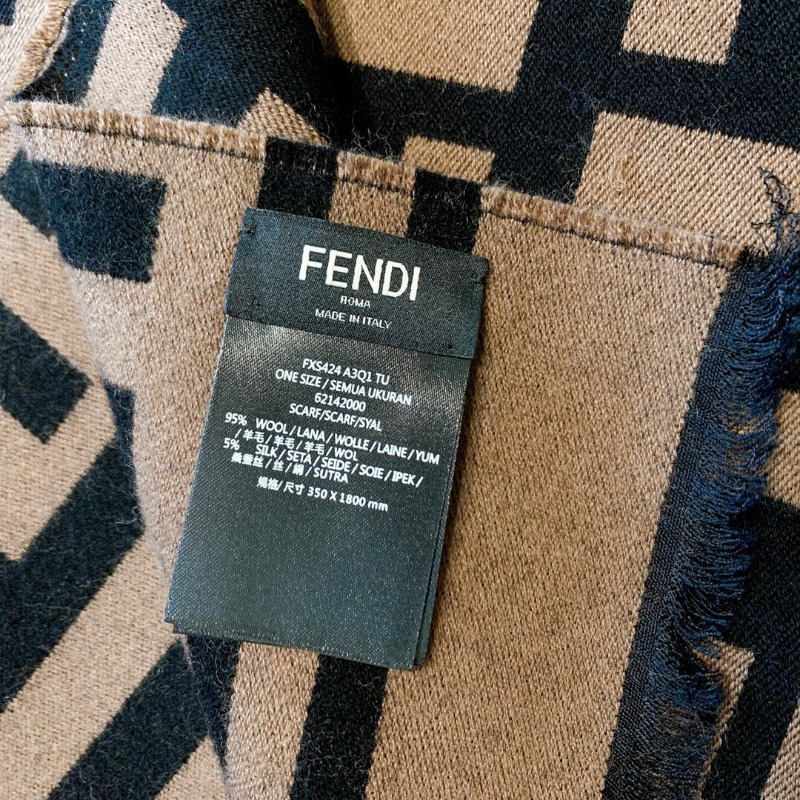 FENDI
ROMA
MADE IN ITALY
FXS424 A3Q1 TU
ONE SIZE / SEMUA UKURAN
62142000
SCARF/SCARF/SYAL
95% WOOL / LANA / WOLLE / LAINE / YUM
/ 羊毛 / 羊毛 / 羊毛 / WOL
5% SILK / SETA / SEIDE / SOIE / IPEK /
桑蚕丝 / 丝 / 絹 / SUTRA
规格/ 尺寸 350 X 1800 mm